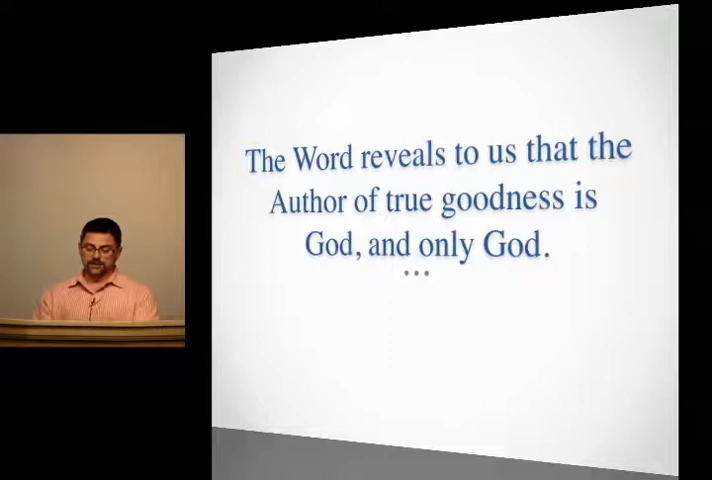 The Word reveals to us that the
Author of true goodness is
God, and only God.
...